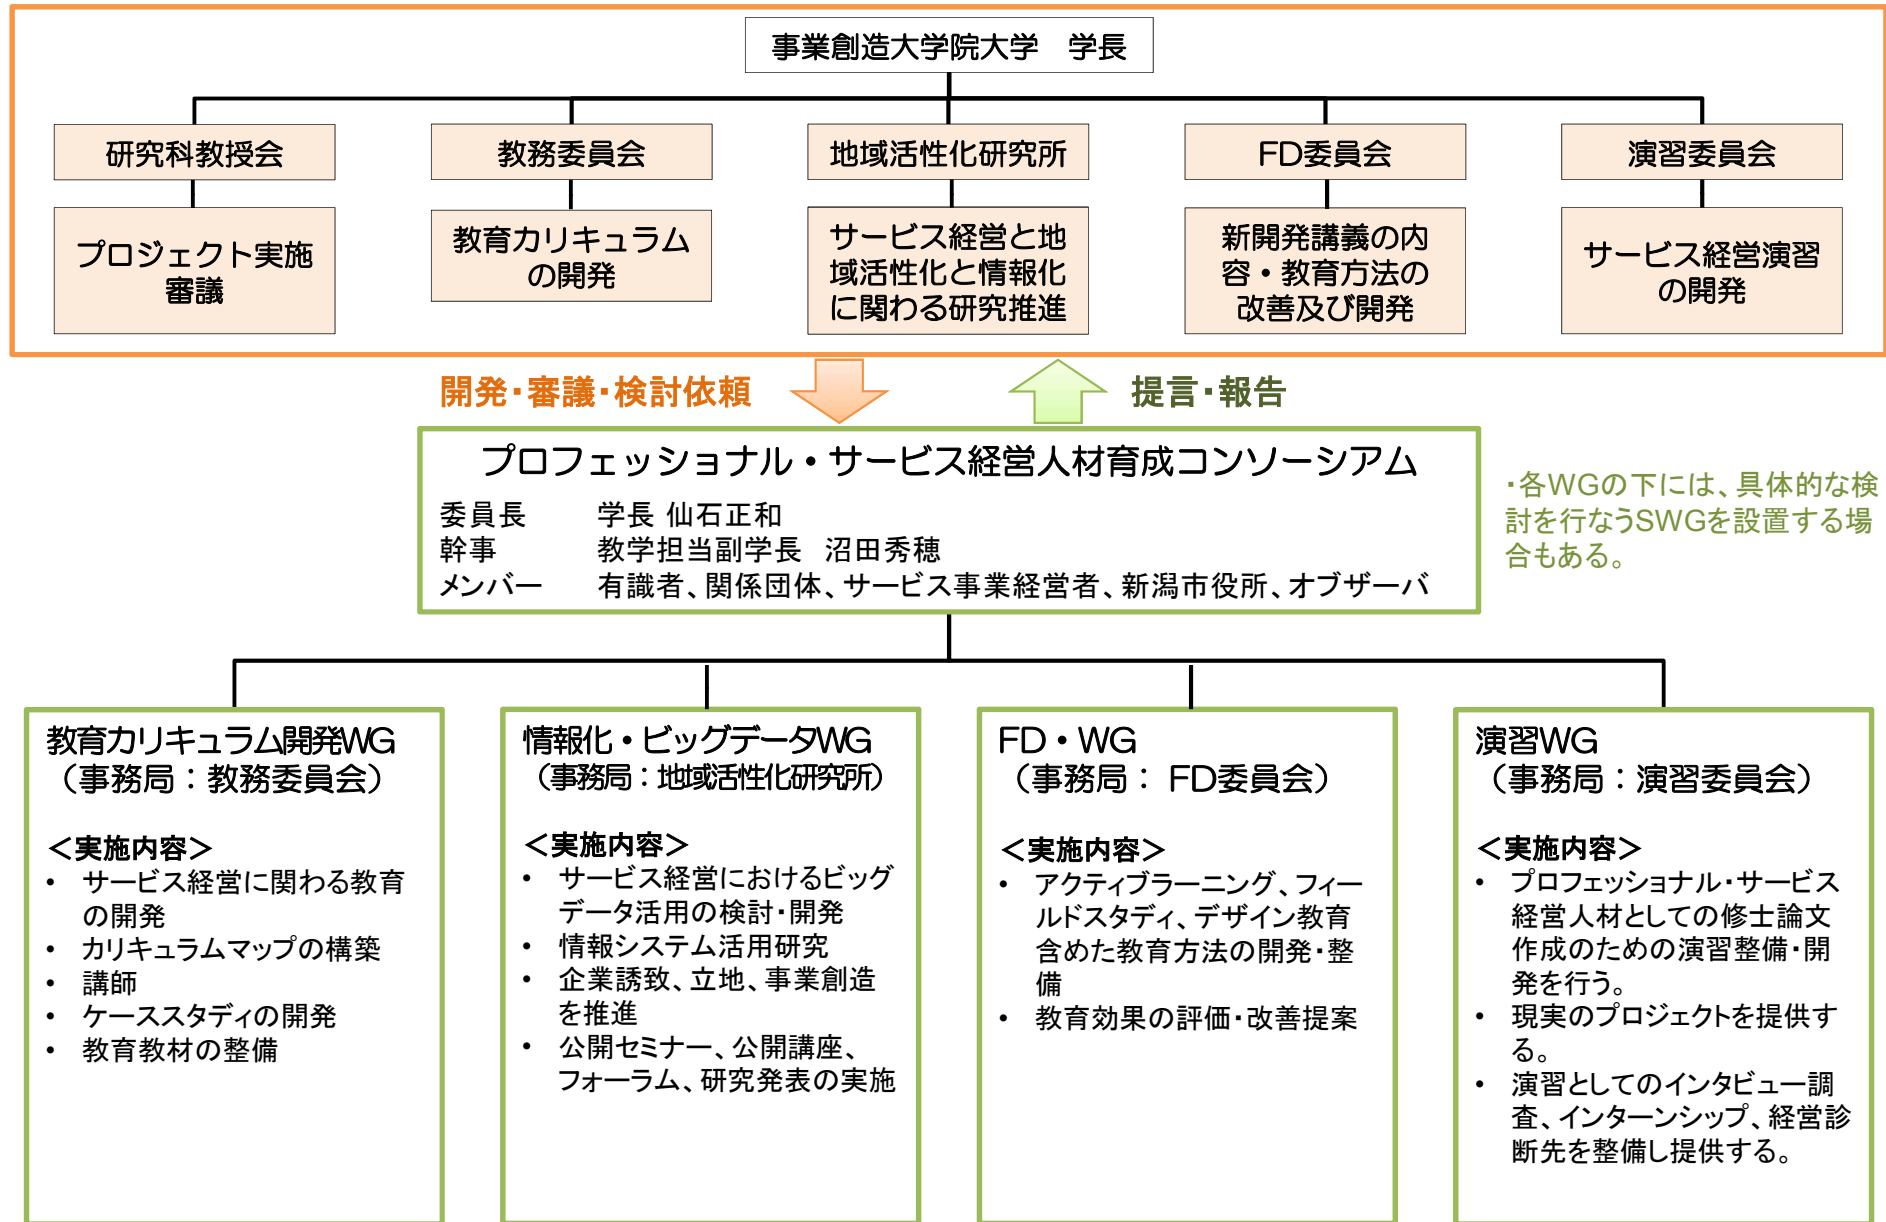 事業創造大学院大学　学長
研究科教授会
教務委員会
地域活性化研究所
FD委員会
演習委員会
プロジェクト実施
審議
教育カリキュラム
の開発
サービス経営と地
域活性化と情報化
に関わる研究推進
新開発講義の内
容・教育方法の
改善及び開発
サービス経営演習
の開発
開発・審議・検討依頼
提言・報告
プロフェッショナル・サービス経営人材育成コンソーシアム
委員長　学長 仙石正和
幹事　教学担当副学長　沼田秀穂
メンバー　有識者、関係団体、サービス事業経営者、新潟市役所、オブザーバ
・各WGの下には、具体的な検
討を行なうSWGを設置する場
合もある。
教育カリキュラム開発WG
（事務局：教務委員会）
＜実施内容＞
• サービス経営に関わる教育
の開発
• カリキュラムマップの構築
• 講師
• ケーススタディの開発
• 教育教材の整備
情報化・ビッグデータWG
（事務局：地域活性化研究所）
＜実施内容＞
• サービス経営におけるビッグ
データ活用の検討・開発
• 情報システム活用研究
• 企業誘致、立地、事業創造
を推進
• 公開セミナー、公開講座、
フォーラム、研究発表の実施
FD・WG
（事務局： FD委員会）
＜実施内容＞
• アクティブラーニング、フィー
ルドスタディ、デザイン教育
含めた教育方法の開発・整
備
• 教育効果の評価・改善提案
演習WG
（事務局：演習委員会）
＜実施内容＞
• プロフェッショナル・サービス
経営人材としての修士論文
作成のための演習整備・開
発を行う。
• 現実のプロジェクトを提供す
る。
• 演習としてのインタビュー調
査、インターンシップ、経営診
断先を整備し提供する。